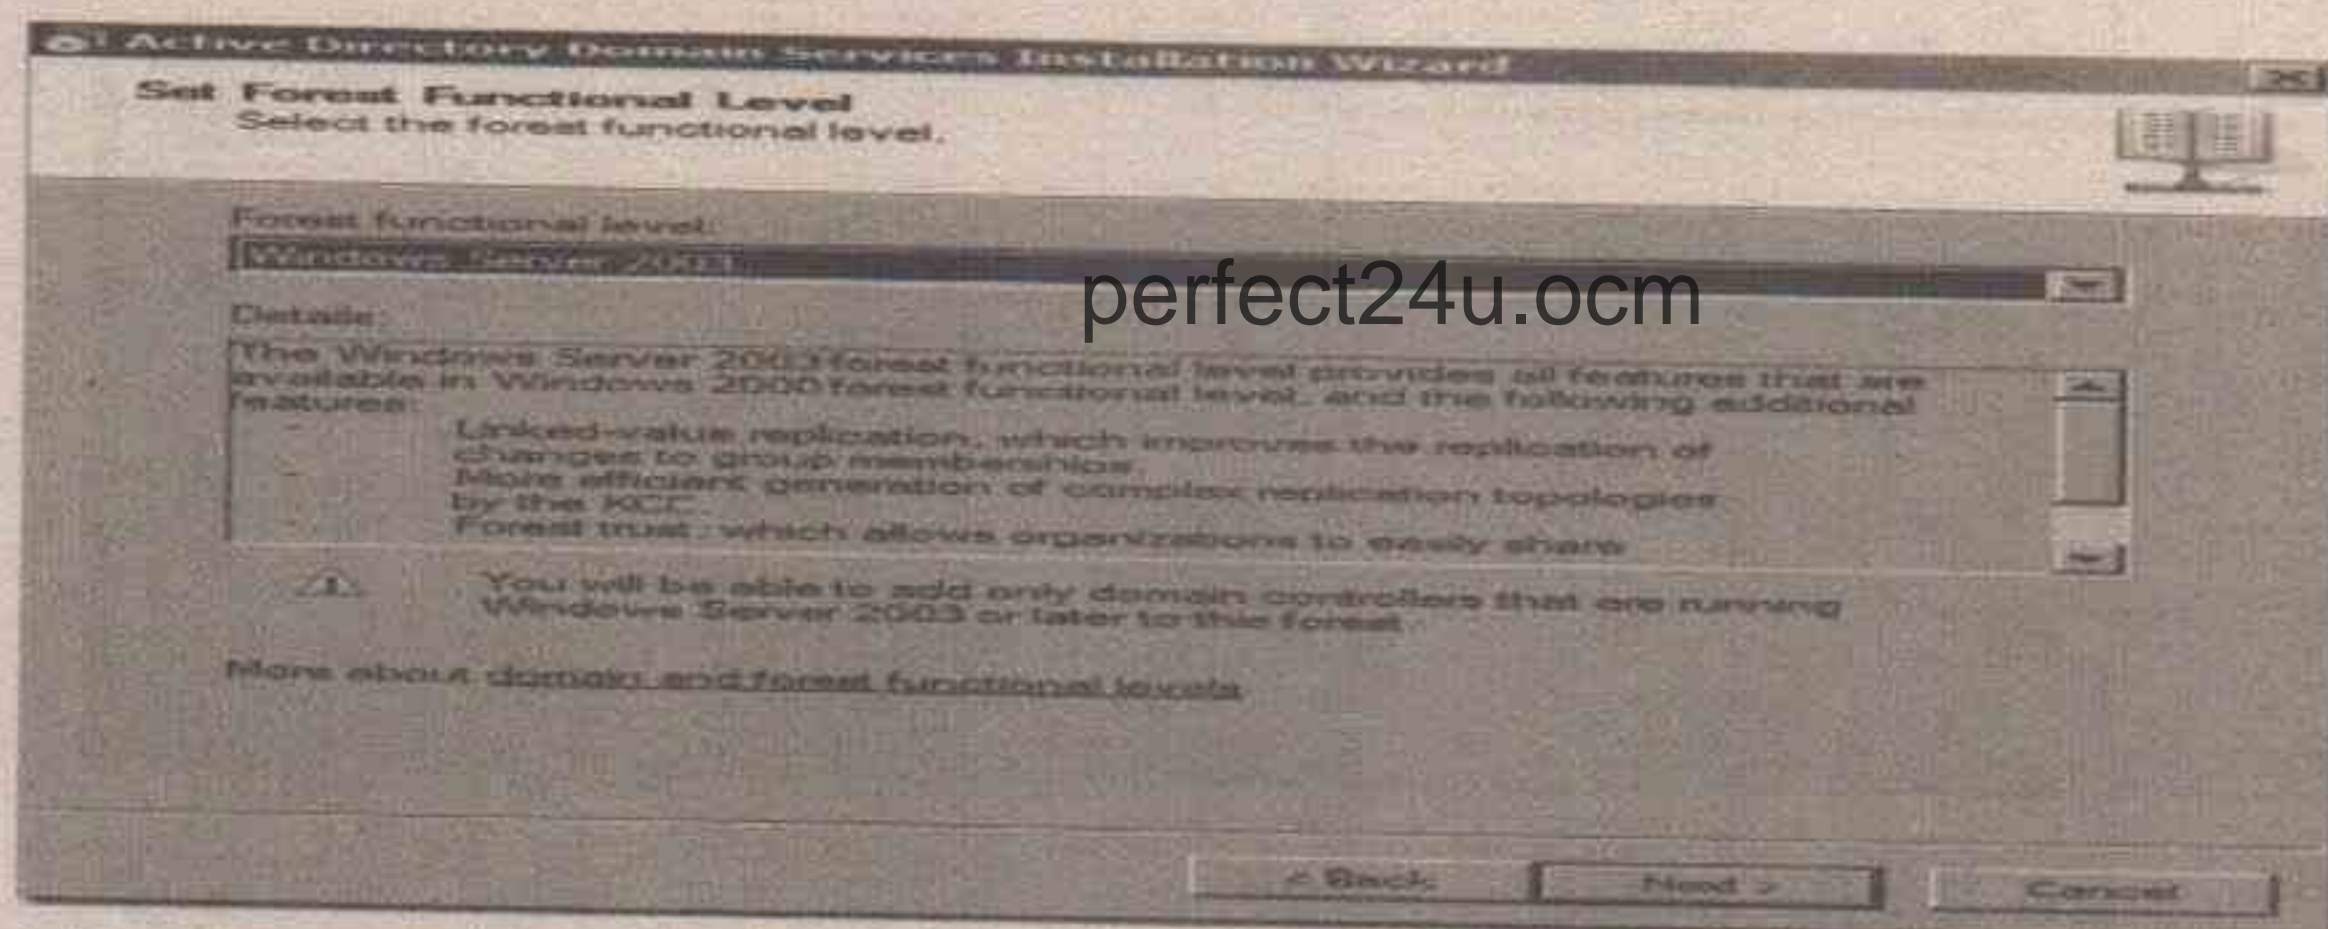 Active Directory Domain Services Installation Wizard
Set Forest Functional Level
Select the forest functional level.
Forest functional level:
Windows Server 2003
perfect24u.ocm
Details:
The Windows Server 2003 forest functional level provides all features that are
available in Windows 2000 forest functional level, and the following additional
features:
Linked-value replication, which improves the replication of
changes to group memberships.
More efficient generation of complex replication topologies
by the KCC.
Forest trust, which allows organizations to easily share
You will be able to add only domain controllers that are running
Windows Server 2003 or later to this forest
More about domain and forest functional levels
< Back
Next >
Cancel